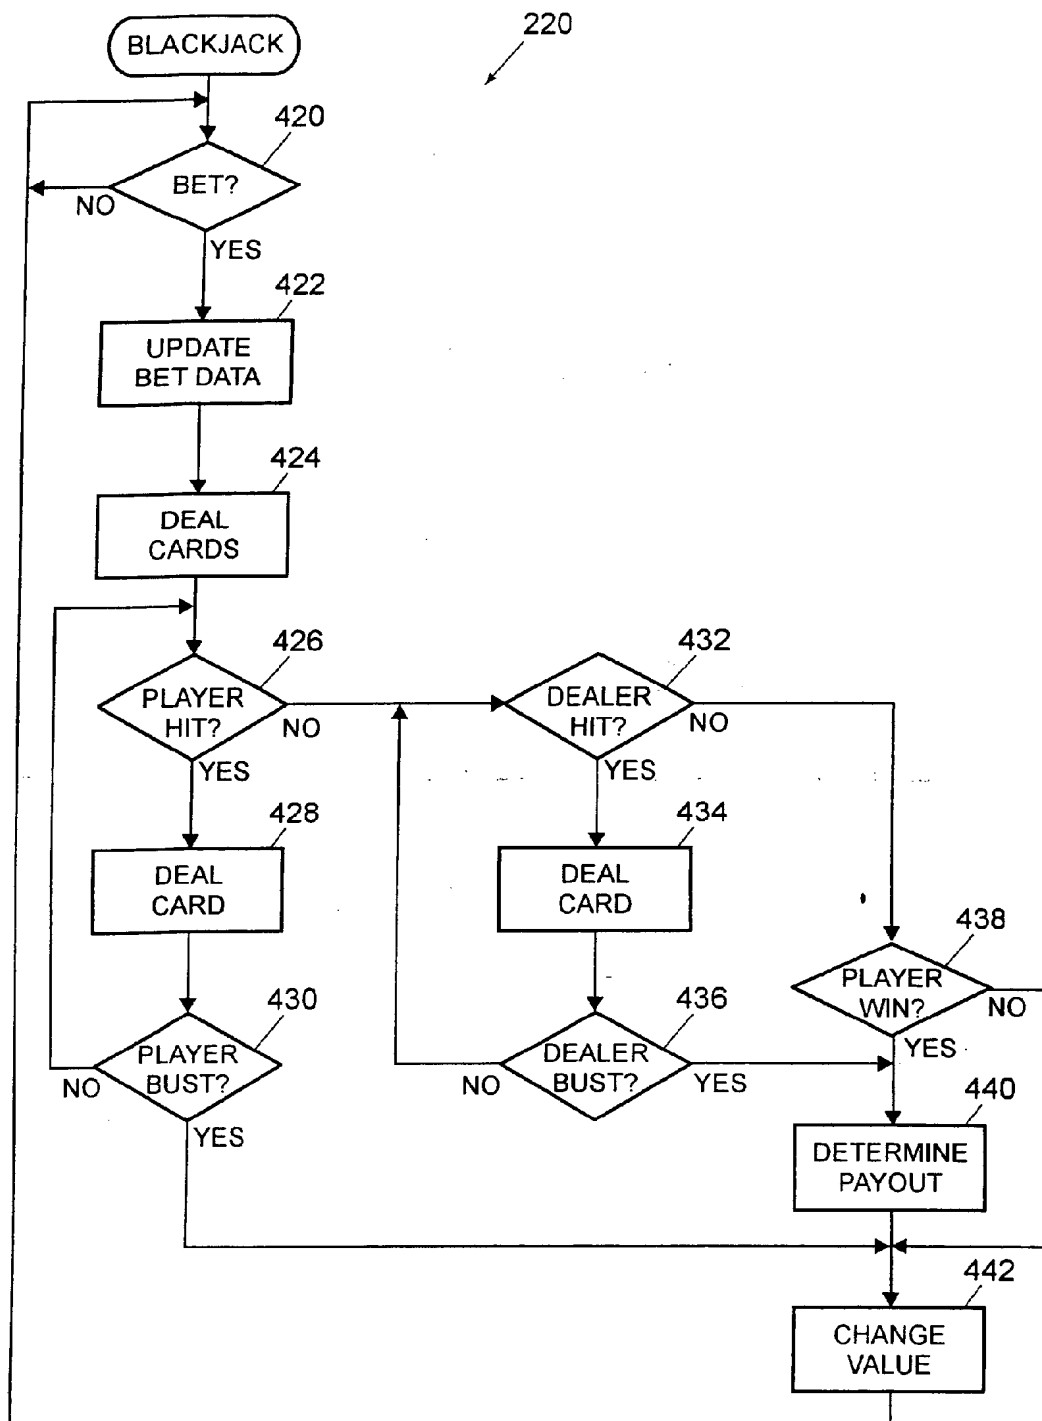 BLACKJACK
220
420
BET?
NO
YES
422
UPDATE
BET DATA
424
DEAL
CARDS
426
PLAYER
HIT?
NO
YES
432
DEALER
HIT?
NO
YES
428
DEAL
CARD
434
DEAL
CARD
430
PLAYER
BUST?
NO
YES
436
DEALER
BUST?
NO
YES
438
PLAYER
WIN?
NO
YES
440
DETERMINE
PAYOUT
442
CHANGE
VALUE